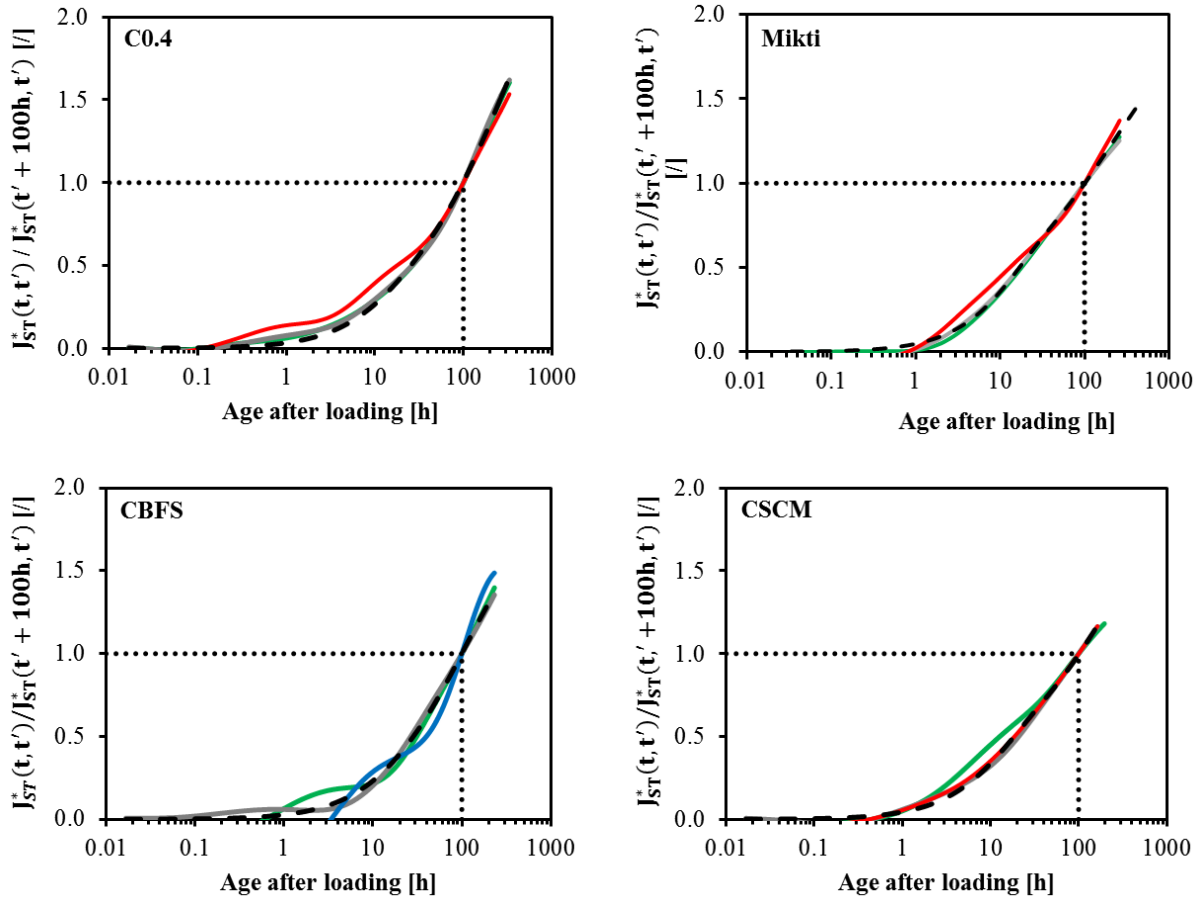 C0.4
J*ST(t,t′) / J*ST(t′ + 100h, t′) [/]
2.0
1.5
1.0
0.5
0.0
0.01 0.1 1 10 100 1000
Age after loading [h]
Mikti
J*ST(t,t′)/J*ST(t,′ +100h, t′)
[/]
2.0
1.5
1.0
0.5
0.0
0.01 0.1 1 10 100 1000
Age after loading [h]
CBFS
J*ST(t,t′)/J*ST(t′ + 100h, t′) [/]
2.0
1.5
1.0
0.5
0.0
0.01 0.1 1 10 100 1000
Age after loading [h]
CSCM
J*ST(t,t′)/J*ST(t,′ +100h, t′) [/]
2.0
1.5
1.0
0.5
0.0
0.01 0.1 1 10 100 1000
Age after loading [h]